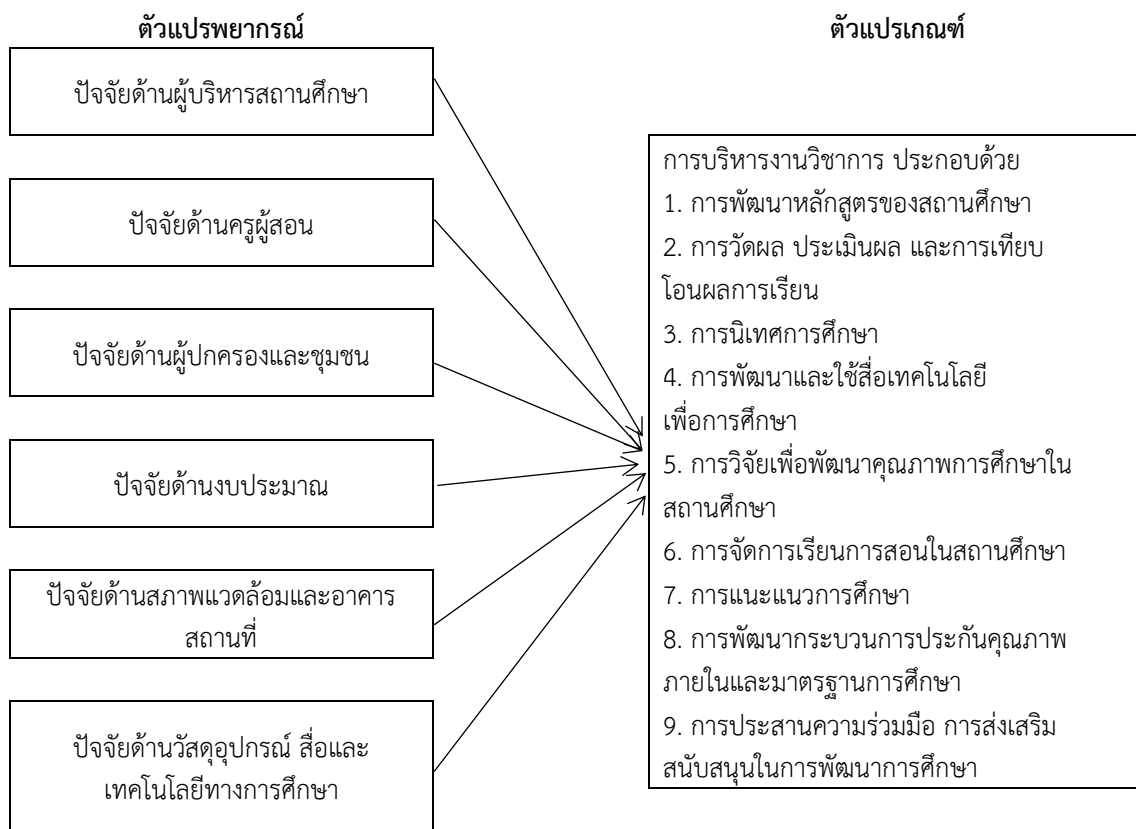 ตัวแปรพยากรณ์
ปัจจัยด้านผู้บริหารสถานศึกษา
ปัจจัยด้านครูผู้สอน
ปัจจัยด้านผู้ปกครองและชุมชน
ปัจจัยด้านงบประมาณ
ปัจจัยด้านสภาพแวดล้อมและอาคาร
สถานที่
ปัจจัยด้านวัสดุอุปกรณ์ สื่อและ
เทคโนโลยีทางการศึกษา
ตัวแปรเกณฑ์
การบริหารงานวิชาการ ประกอบด้วย
1. การพัฒนาหลักสูตรของสถานศึกษา
2. การวัดผล ประเมินผล และการเทียบ
โอนผลการเรียน
3. การนิเทศการศึกษา
4. การพัฒนาและใช้สื่อเทคโนโลยี
เพื่อการศึกษา
5. การวิจัยเพื่อพัฒนาคุณภาพการศึกษาใน
สถานศึกษา
6. การจัดการเรียนการสอนในสถานศึกษา
7. การแนะแนวการศึกษา
8. การพัฒนากระบวนการประกันคุณภาพ
ภายในและมาตรฐานการศึกษา
9. การประสานความร่วมมือ การส่งเสริม
สนับสนุนในการพัฒนาการศึกษา